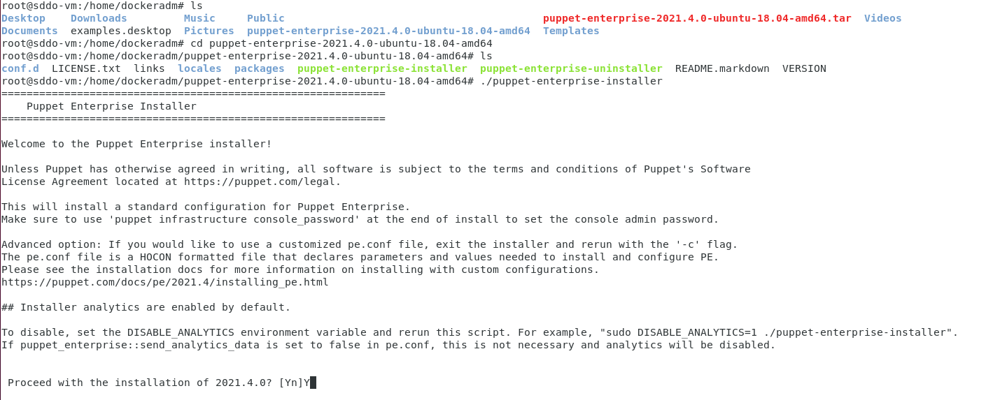 root@sddo-vm:/home/dockeradm# ls
Desktop    Downloads         Music     Public                                         puppet-enterprise-2021.4.0-ubuntu-18.04-amd64.tar  Videos
Documents  examples.desktop  Pictures  puppet-enterprise-2021.4.0-ubuntu-18.04-amd64  Templates
root@sddo-vm:/home/dockeradm# cd puppet-enterprise-2021.4.0-ubuntu-18.04-amd64
root@sddo-vm:/home/dockeradm/puppet-enterprise-2021.4.0-ubuntu-18.04-amd64# ls
conf.d  LICENSE.txt  links  locales  packages  puppet-enterprise-installer  puppet-enterprise-uninstaller  README.markdown  VERSION
root@sddo-vm:/home/dockeradm/puppet-enterprise-2021.4.0-ubuntu-18.04-amd64# ./puppet-enterprise-installer
=============================================================
    Puppet Enterprise Installer
=============================================================
Welcome to the Puppet Enterprise installer!
Unless Puppet has otherwise agreed in writing, all software is subject to the terms and conditions of Puppet's Software
License Agreement located at https://puppet.com/legal.
This will install a standard configuration for Puppet Enterprise.
Make sure to use 'puppet infrastructure console_password' at the end of install to set the console admin password.
Advanced option: If you would like to use a customized pe.conf file, exit the installer and rerun with the '-c' flag.
The pe.conf file is a HOCON formatted file that declares parameters and values needed to install and configure PE.
Please see the installation docs for more information on installing with custom configurations.
https://puppet.com/docs/pe/2021.4/installing_pe.html
## Installer analytics are enabled by default.
To disable, set the DISABLE_ANALYTICS environment variable and rerun this script. For example, "sudo DISABLE_ANALYTICS=1 ./puppet-enterprise-installer".
If puppet_enterprise::send_analytics_data is set to false in pe.conf, this is not necessary and analytics will be disabled.
Proceed with the installation of 2021.4.0? [Yn]Y